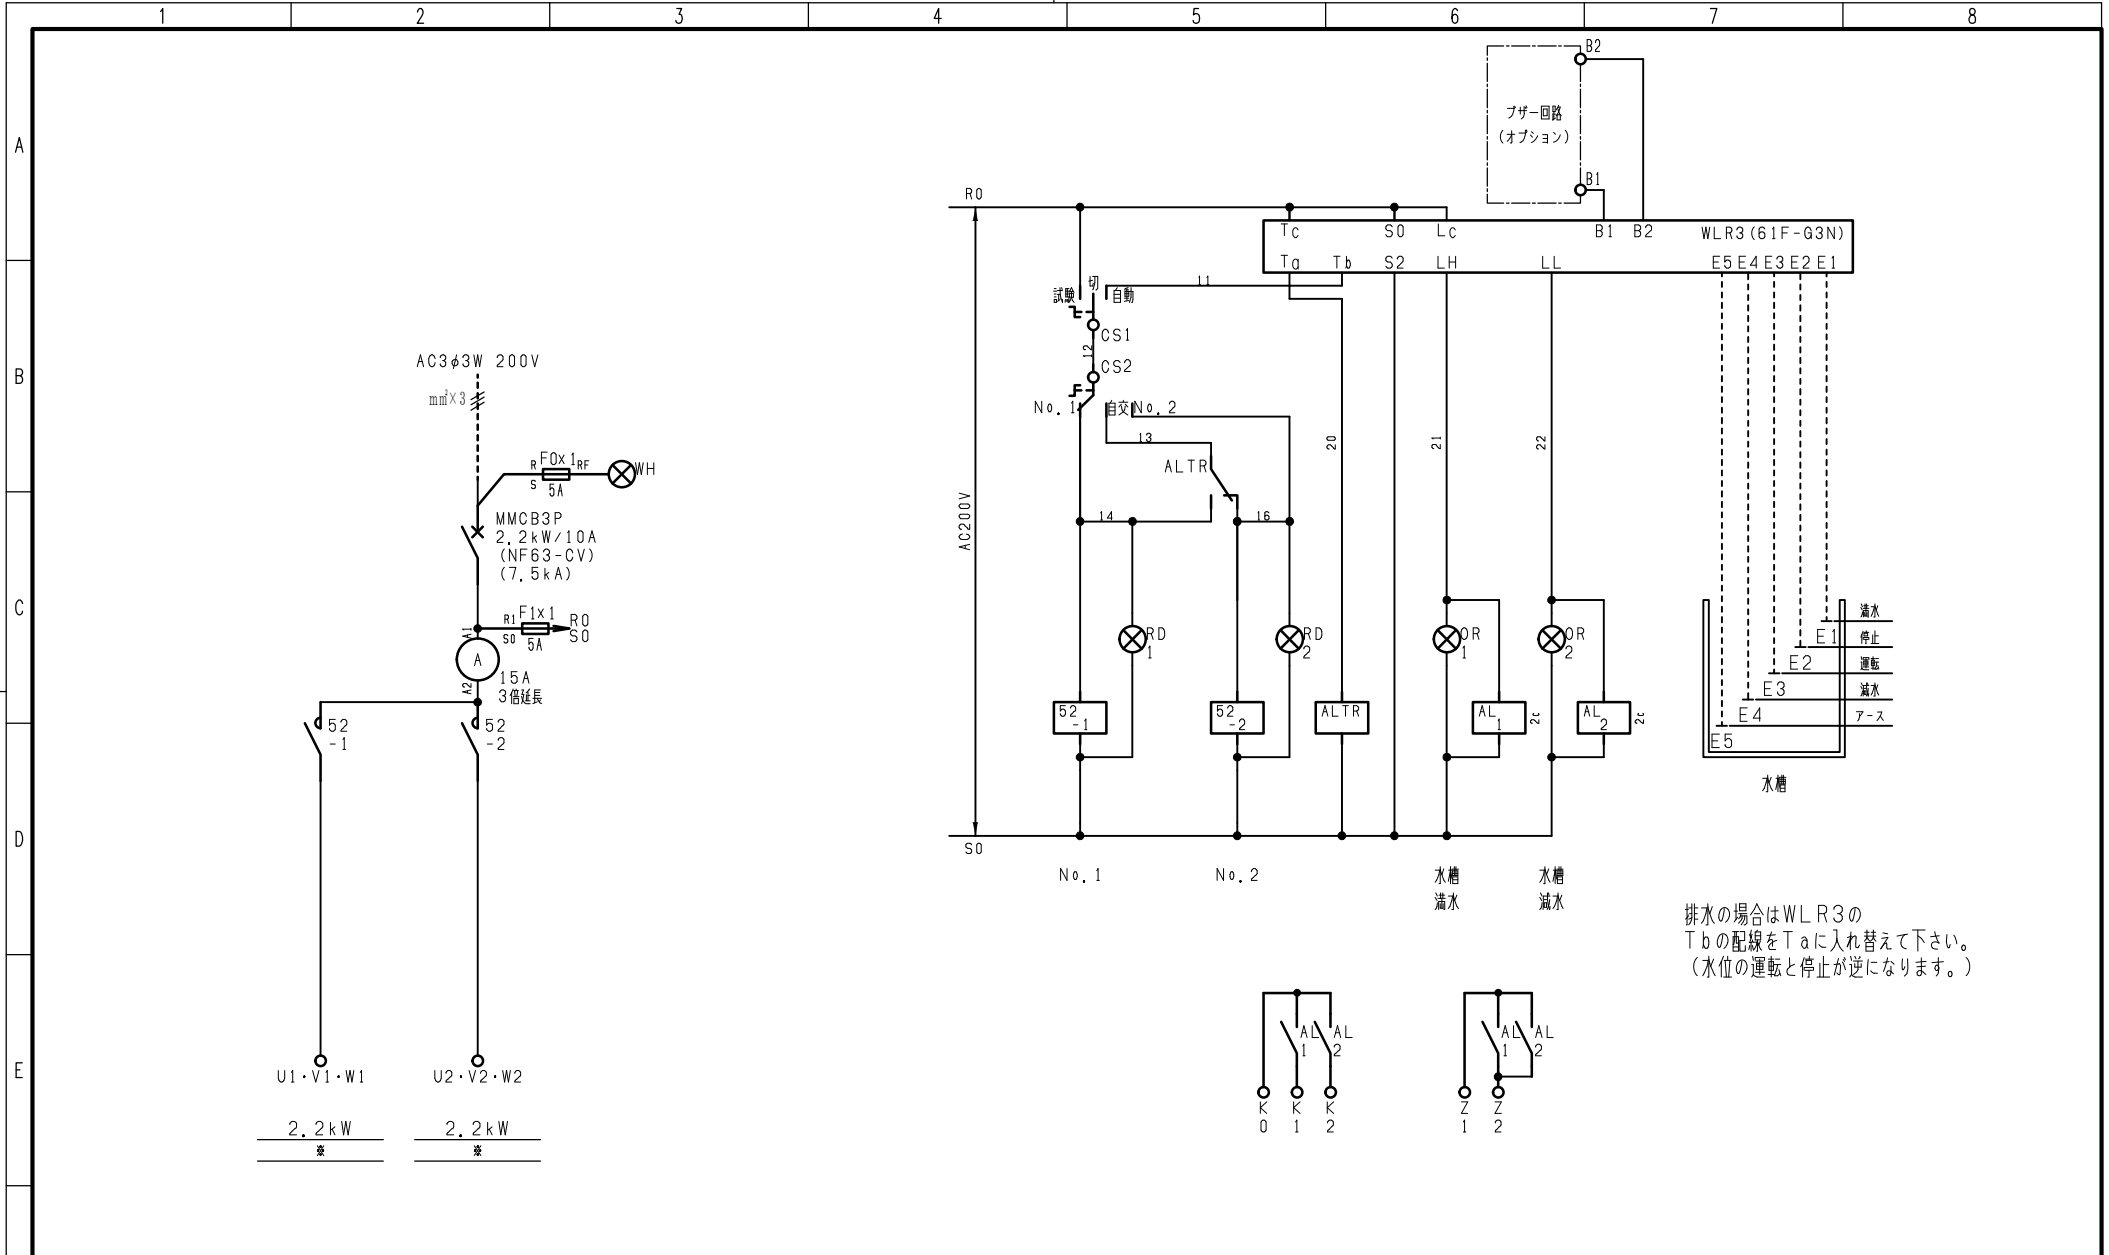 1 2 3 4 5 6 7 8
A
B
C
D
E
B2
ブザー回路
(オプション)
B1
R0
Tc S0 Lc B1 B2 WLR3(61F-G3N)
Ta Tb S2 LH LL E5 E4 E3 E2 E1
11
試験 切 自動
CS1
12
CS2
No.1 自交 No.2
13
ALTR
20
21
22
14
16
AC200V
RD
1
RD
2
OR
1
OR
2
52
-1
52
-2
ALTR
AL
1
2c
AL
2
2c
S0
No.1
No.2
水槽
満水
水槽
減水
満水
E1 停止
E2 運転
E3 減水
E4 アース
E5
水槽
AC3φ3W 200V
mm²×3
R F0x1 RF
S 5A
WH
MMCB3P
2.2kW/10A
(NF63-CV)
(7.5kA)
R1 F1x1 R0
S0 5A S0
A1
A
A2
15A
3倍延長
52
-1
52
-2
U1・V1・W1
U2・V2・W2
2.2kW
※
2.2kW
※
排水の場合はWLR3の
Tbの配線をTaに入れ替えて下さい。
(水位の運転と停止が逆になります。)
AL
1
AL
2
K
0
K
1
K
2
AL
1
AL
2
Z
1
Z
2